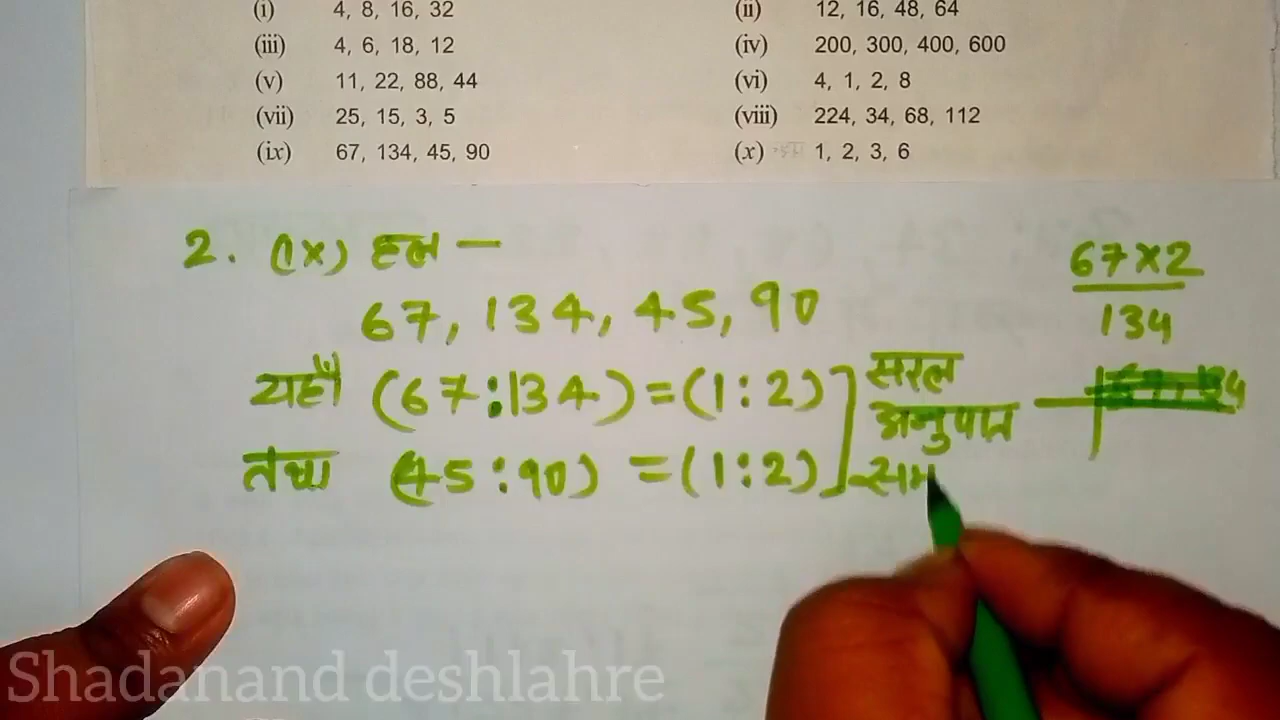 (i) 4, 8, 16, 32 (ii) 12, 16, 48, 64
(iii) 4, 6, 18, 12 (iv) 200, 300, 400, 600
(v) 11, 22, 88, 44 (vi) 4, 1, 2, 8
(vii) 25, 15, 3, 5 (viii) 224, 34, 68, 112
(ix) 67, 134, 45, 90 (x) 1, 2, 3, 6
2. (ix) हल —
67, 134, 45, 90
यहाँ (67:134) = (1:2) सरल
अनुपात
तथा (45:90) = (1:2) सम
67×2
134
Shadanand deshlahre